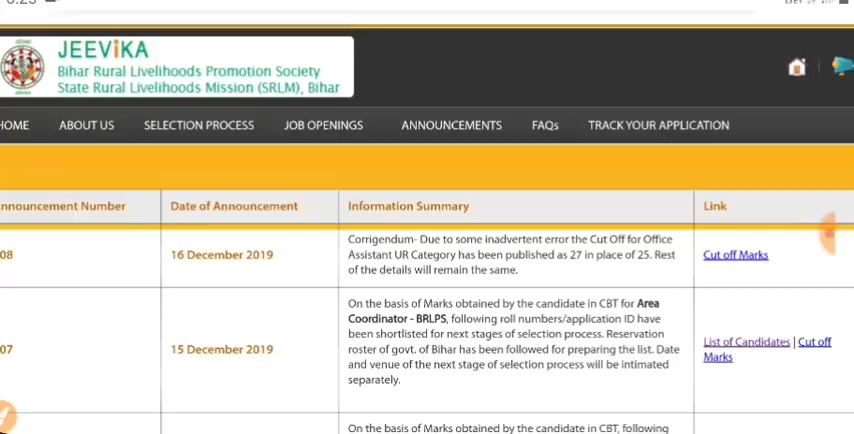 JEEViKA
Bihar Rural Livelihoods Promotion Society
State Rural Livelihoods Mission (SRLM), Bihar
HOME ABOUT US SELECTION PROCESS JOB OPENINGS ANNOUNCEMENTS FAQs TRACK YOUR APPLICATION
nnouncement Number Date of Announcement Information Summary Link
08 16 December 2019
Corrigendum- Due to some inadvertent error the Cut Off for Office
Assistant UR Category has been published as 27 in place of 25. Rest
of the details will remain the same.
Cut off Marks
07 15 December 2019
On the basis of Marks obtained by the candidate in CBT for Area
Coordinator - BRLPS, following roll numbers/application ID have
been shortlisted for next stages of selection process. Reservation
roster of govt. of Bihar has been followed for preparing the list. Date
and venue of the next stage of selection process will be intimated
separately.
List of Candidates | Cut off
Marks
On the basis of Marks obtained by the candidate in CBT, following